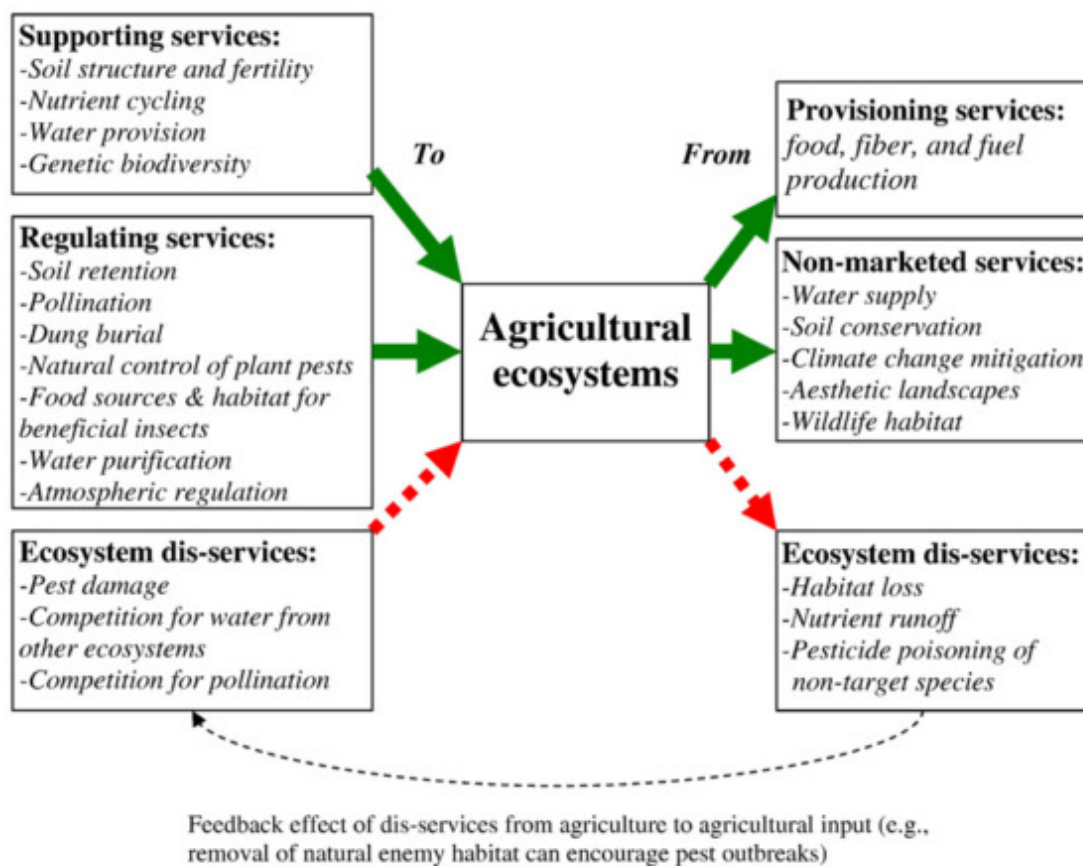 Supporting services:
-Soil structure and fertility
-Nutrient cycling
-Water provision
-Genetic biodiversity
Regulating services:
-Soil retention
-Pollination
-Dung burial
-Natural control of plant pests
-Food sources & habitat for
beneficial insects
-Water purification
-Atmospheric regulation
Ecosystem dis-services:
-Pest damage
-Competition for water from
other ecosystems
-Competition for pollination
To
From
Agricultural
ecosystems
Provisioning services:
food, fiber, and fuel
production
Non-marketed services:
-Water supply
-Soil conservation
-Climate change mitigation
-Aesthetic landscapes
-Wildlife habitat
Ecosystem dis-services:
-Habitat loss
-Nutrient runoff
-Pesticide poisoning of
non-target species
Feedback effect of dis-services from agriculture to agricultural input (e.g.,
removal of natural enemy habitat can encourage pest outbreaks)